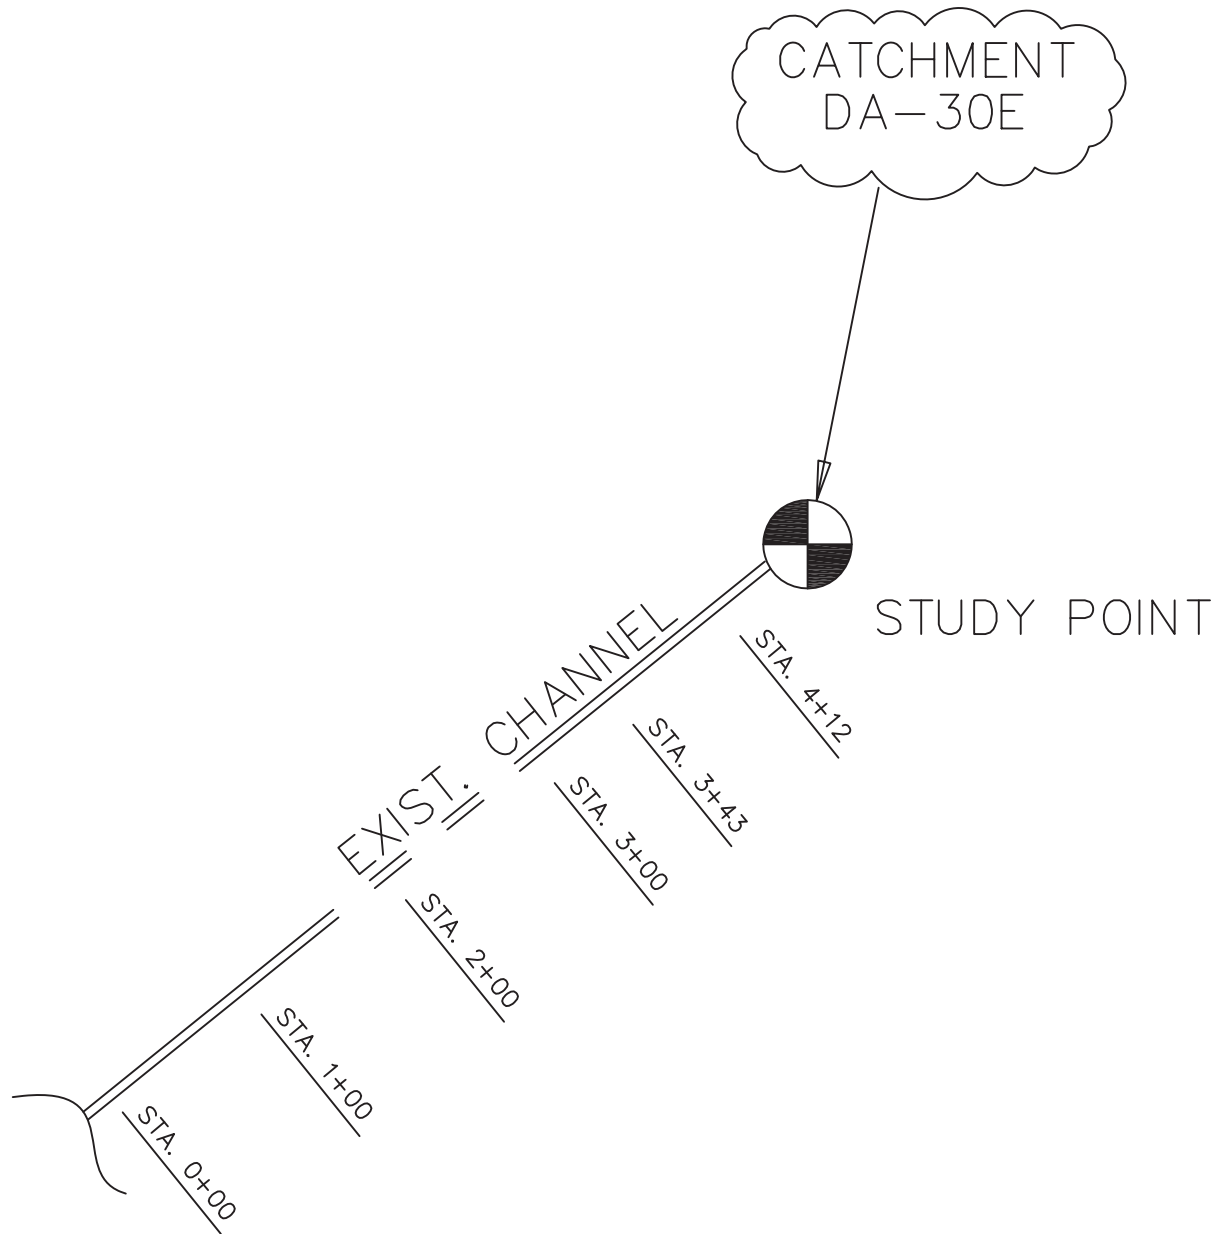 CATCHMENT
DA-30E
STUDY POINT
EXIST. CHANNEL
STA. 4+12
STA. 3+43
STA. 3+00
STA. 2+00
STA. 1+00
STA. 0+00